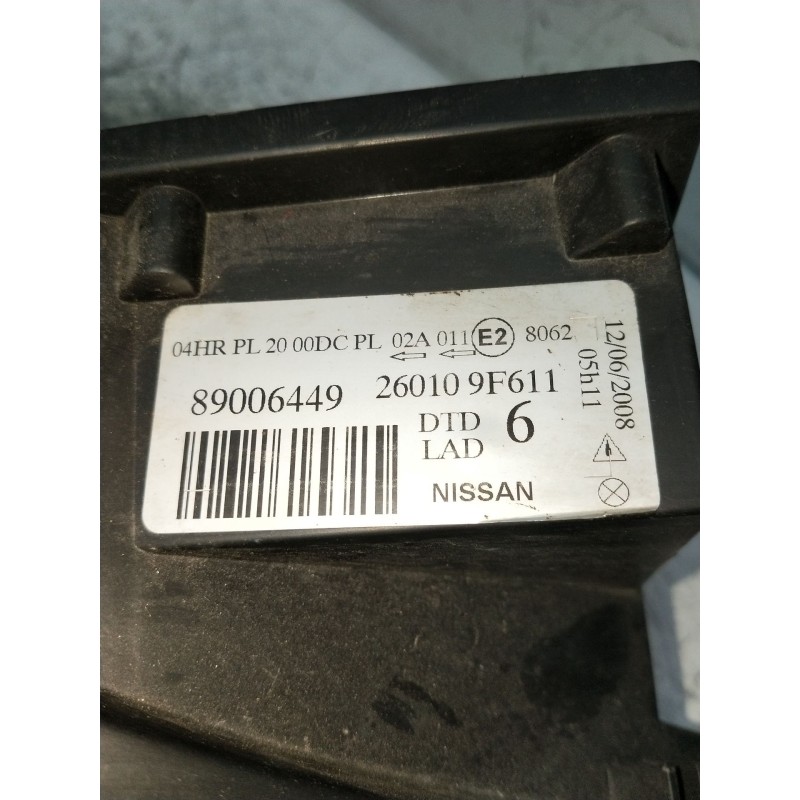 04HR PL 20 00DC PL 02A 011 E2 8062
89006449 26010 9F611
DTD 6
LAD
NISSAN
12/06/2008
05h11